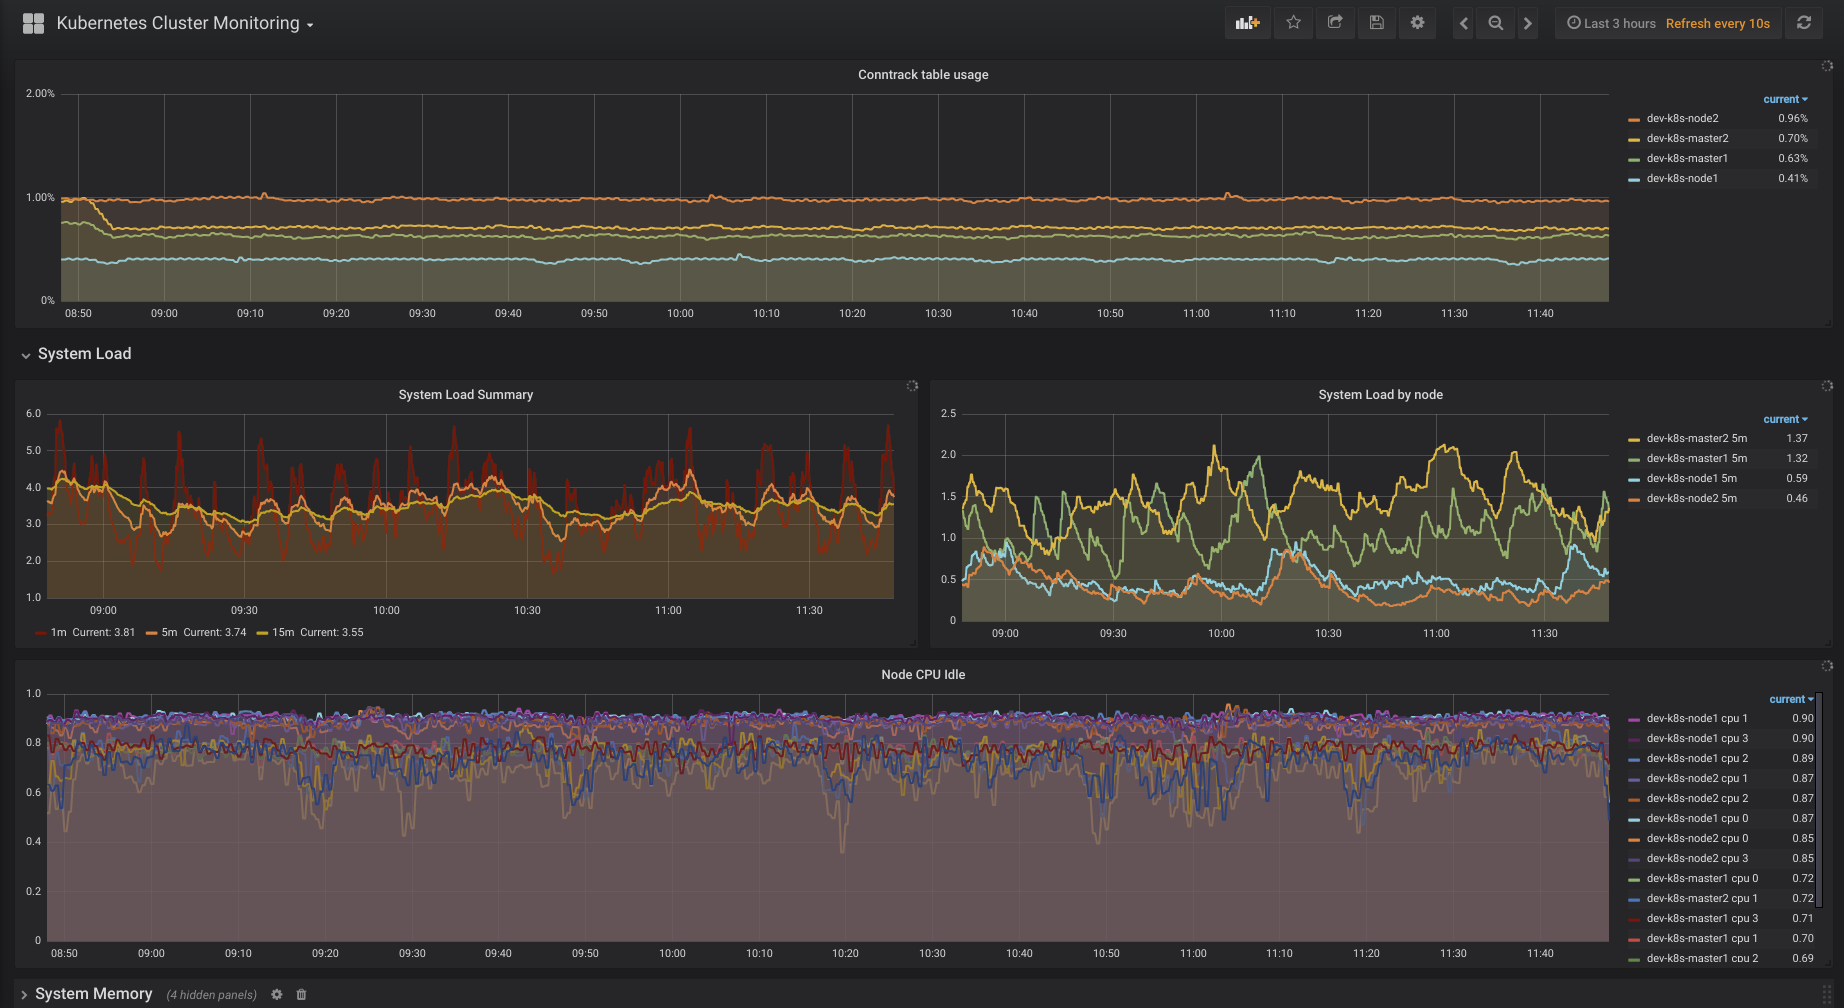 Kubernetes Cluster Monitoring
Last 3 hours Refresh every 10s
Conntrack table usage
2.00%
1.00%
0%
08:50 09:00 09:10 09:20 09:30 09:40 09:50 10:00 10:10 10:20 10:30 10:40 10:50 11:00 11:10 11:20 11:30 11:40
current
dev-k8s-node2 0.96%
dev-k8s-master2 0.70%
dev-k8s-master1 0.63%
dev-k8s-node1 0.41%
System Load
System Load Summary
6.0
5.0
4.0
3.0
2.0
1.0
09:00 09:30 10:00 10:30 11:00 11:30
1m Current: 3.81 5m Current: 3.74 15m Current: 3.55
System Load by node
2.5
2.0
1.5
1.0
0.5
0
09:00 09:30 10:00 10:30 11:00 11:30
current
dev-k8s-master2 5m 1.37
dev-k8s-master1 5m 1.32
dev-k8s-node1 5m 0.59
dev-k8s-node2 5m 0.46
Node CPU Idle
1.0
0.8
0.6
0.4
0.2
0
08:50 09:00 09:10 09:20 09:30 09:40 09:50 10:00 10:10 10:20 10:30 10:40 10:50 11:00 11:10 11:20 11:30 11:40
current
dev-k8s-node1 cpu 1 0.90
dev-k8s-node1 cpu 3 0.90
dev-k8s-node1 cpu 2 0.89
dev-k8s-node2 cpu 1 0.87
dev-k8s-node2 cpu 2 0.87
dev-k8s-node1 cpu 0 0.87
dev-k8s-node2 cpu 0 0.85
dev-k8s-node2 cpu 3 0.85
dev-k8s-master1 cpu 0 0.72
dev-k8s-master2 cpu 1 0.72
dev-k8s-master1 cpu 3 0.71
dev-k8s-master1 cpu 1 0.70
dev-k8s-master1 cpu 2 0.69
System Memory (4 hidden panels)